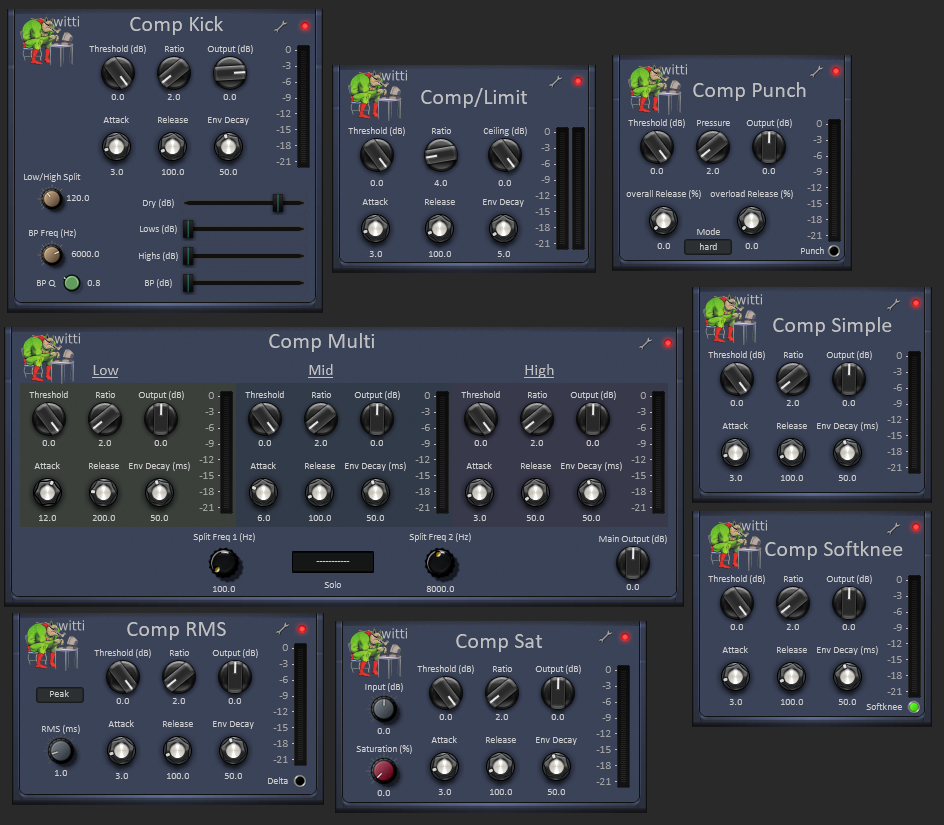 witti
Comp Kick
Threshold (dB) Ratio Output (dB)
0.0 2.0 0.0
Attack Release Env Decay
3.0 100.0 50.0
0
-3
-6
-9
-12
-15
-18
-21
Low/High Split
120.0
Dry (dB)
Lows (dB)
BP Freq (Hz)
6000.0
Highs (dB)
BP Q 0.8
BP (dB)
witti
Comp/Limit
Threshold (dB) Ratio Ceiling (dB)
0.0 4.0 0.0
Attack Release Env Decay
3.0 100.0 5.0
0
-3
-6
-9
-12
-15
-18
-21
witti
Comp Punch
Threshold (dB) Pressure Output (dB)
0.0 2.0 0.0
overall Release (%) overload Release (%)
0.0 0.0
Mode
hard
0
-3
-6
-9
-12
-15
-18
-21
Punch
witti
Comp Simple
Threshold (dB) Ratio Output (dB)
0.0 2.0 0.0
Attack Release Env Decay (ms)
3.0 100.0 50.0
0
-3
-6
-9
-12
-15
-18
-21
witti
Comp Multi
Low Mid High
Threshold Ratio Output (dB)
0.0 2.0 0.0
Attack Release Env Decay (ms)
12.0 200.0 50.0
0
-3
-6
-9
-12
-15
-18
-21
Threshold Ratio Output (dB)
0.0 2.0 0.0
Attack Release Env Decay (ms)
6.0 100.0 50.0
0
-3
-6
-9
-12
-15
-18
-21
Threshold Ratio Output (dB)
0.0 2.0 0.0
Attack Release Env Decay (ms)
3.0 50.0 50.0
0
-3
-6
-9
-12
-15
-18
-21
Split Freq 1 (Hz) Split Freq 2 (Hz) Main Output (dB)
-----------
100.0 Solo 8000.0 0.0
witti
Comp Softknee
Threshold (dB) Ratio Output (dB)
0.0 2.0 0.0
Attack Release Env Decay (ms)
3.0 100.0 50.0
0
-3
-6
-9
-12
-15
-18
-21
Softknee
witti
Comp RMS
Threshold (dB) Ratio Output (dB)
0.0 2.0 0.0
Peak
RMS (ms)
1.0
Attack Release Env Decay
3.0 100.0 50.0
0
-3
-6
-9
-12
-15
-18
-21
Delta
witti
Comp Sat
Threshold (dB) Ratio Output (dB)
0.0 2.0 0.0
Input (dB)
0.0
Saturation (%)
0.0
Attack Release Env Decay
3.0 100.0 50.0
0
-3
-6
-9
-12
-15
-18
-21